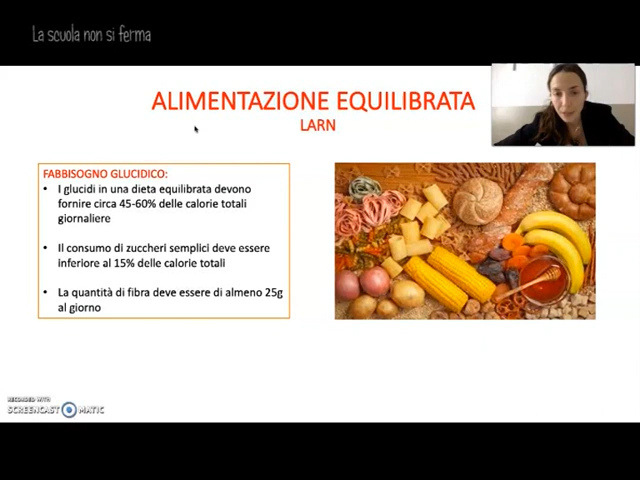 La scuola non si ferma
ALIMENTAZIONE EQUILIBRATA
LARN
FABBISOGNO GLUCIDICO:
• I glucidi in una dieta equilibrata devono
fornire circa 45-60% delle calorie totali
giornaliere
• Il consumo di zuccheri semplici deve essere
inferiore al 15% delle calorie totali
• La quantità di fibra deve essere di almeno 25g
al giorno
RECORDED WITH
SCREENCAST MATIC